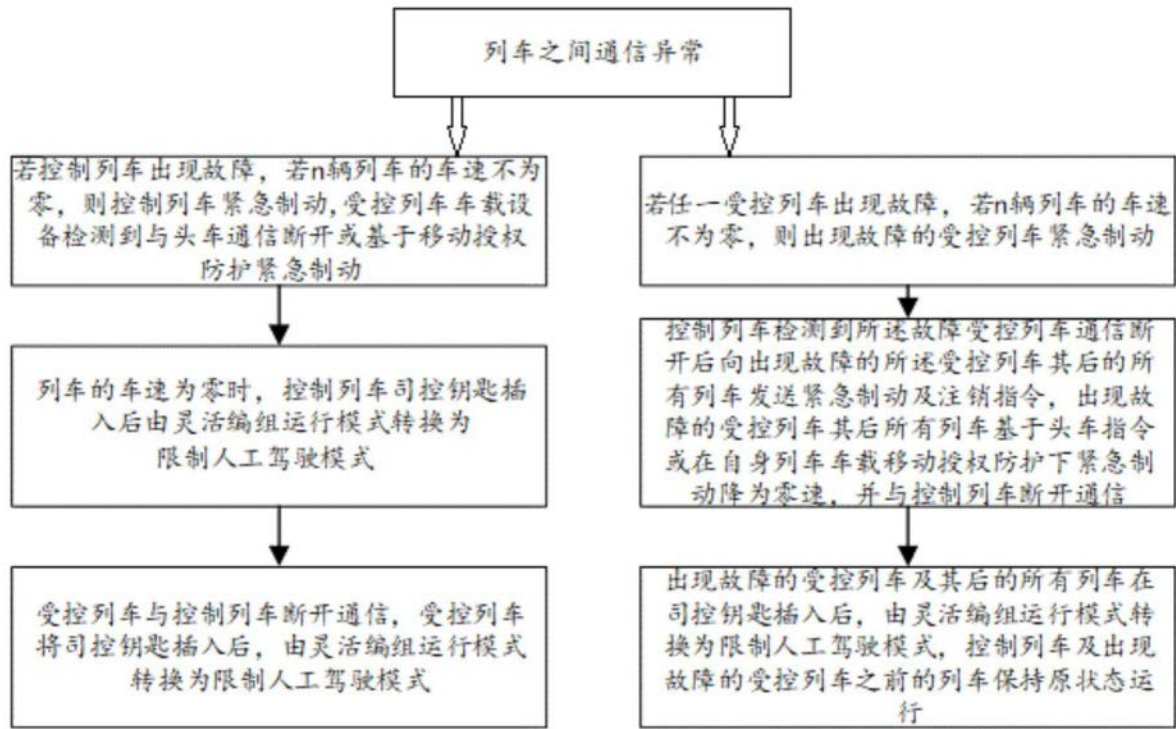 列车之间通信异常
若控制列车出现故障，若n辆列车的车速不为
零，则控制列车紧急制动,受控列车车载设
备检测到与头车通信断开或基于移动授权
防护紧急制动
列车的车速为零时，控制列车司控钥匙插
入后由灵活编组运行模式转换为
限制人工驾驶模式
受控列车与控制列车断开通信，受控列车
将司控钥匙插入后，由灵活编组运行模式
转换为限制人工驾驶模式
若任一受控列车出现故障，若n辆列车的车速
不为零，则出现故障的受控列车紧急制动
控制列车检测到所述故障受控列车通信断
开后向出现故障的所述受控列车其后的所
有列车发送紧急制动及注销指令，出现故
障的受控列车其后所有列车基于头车指令
或在自身列车车载移动授权防护下紧急制
动降为零速，并与控制列车断开通信
出现故障的受控列车及其后的所有列车在
司控钥匙插入后，由灵活编组运行模式转
换为限制人工驾驶模式，控制列车及出现
故障的受控列车之前的列车保持原状态运
行